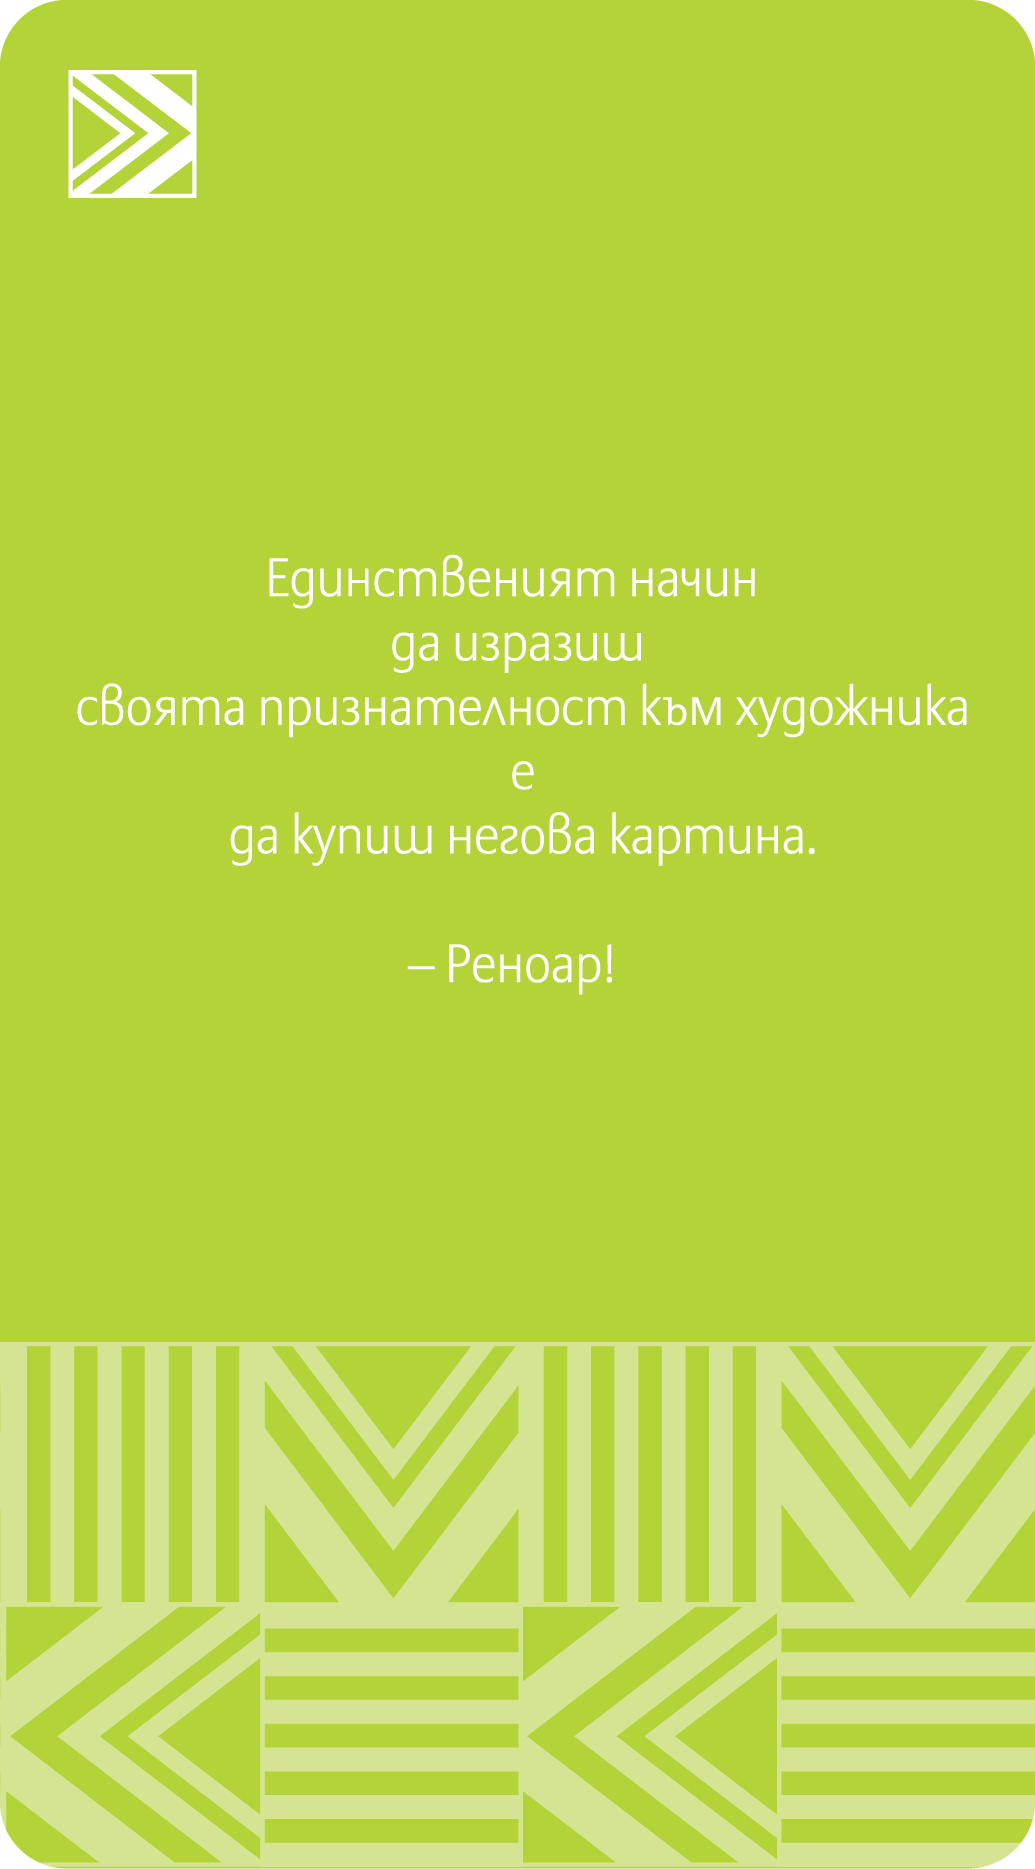 Единственият начин
да изразиш
своята признателност към художника
е
да купиш негова картина.
– Реноар!